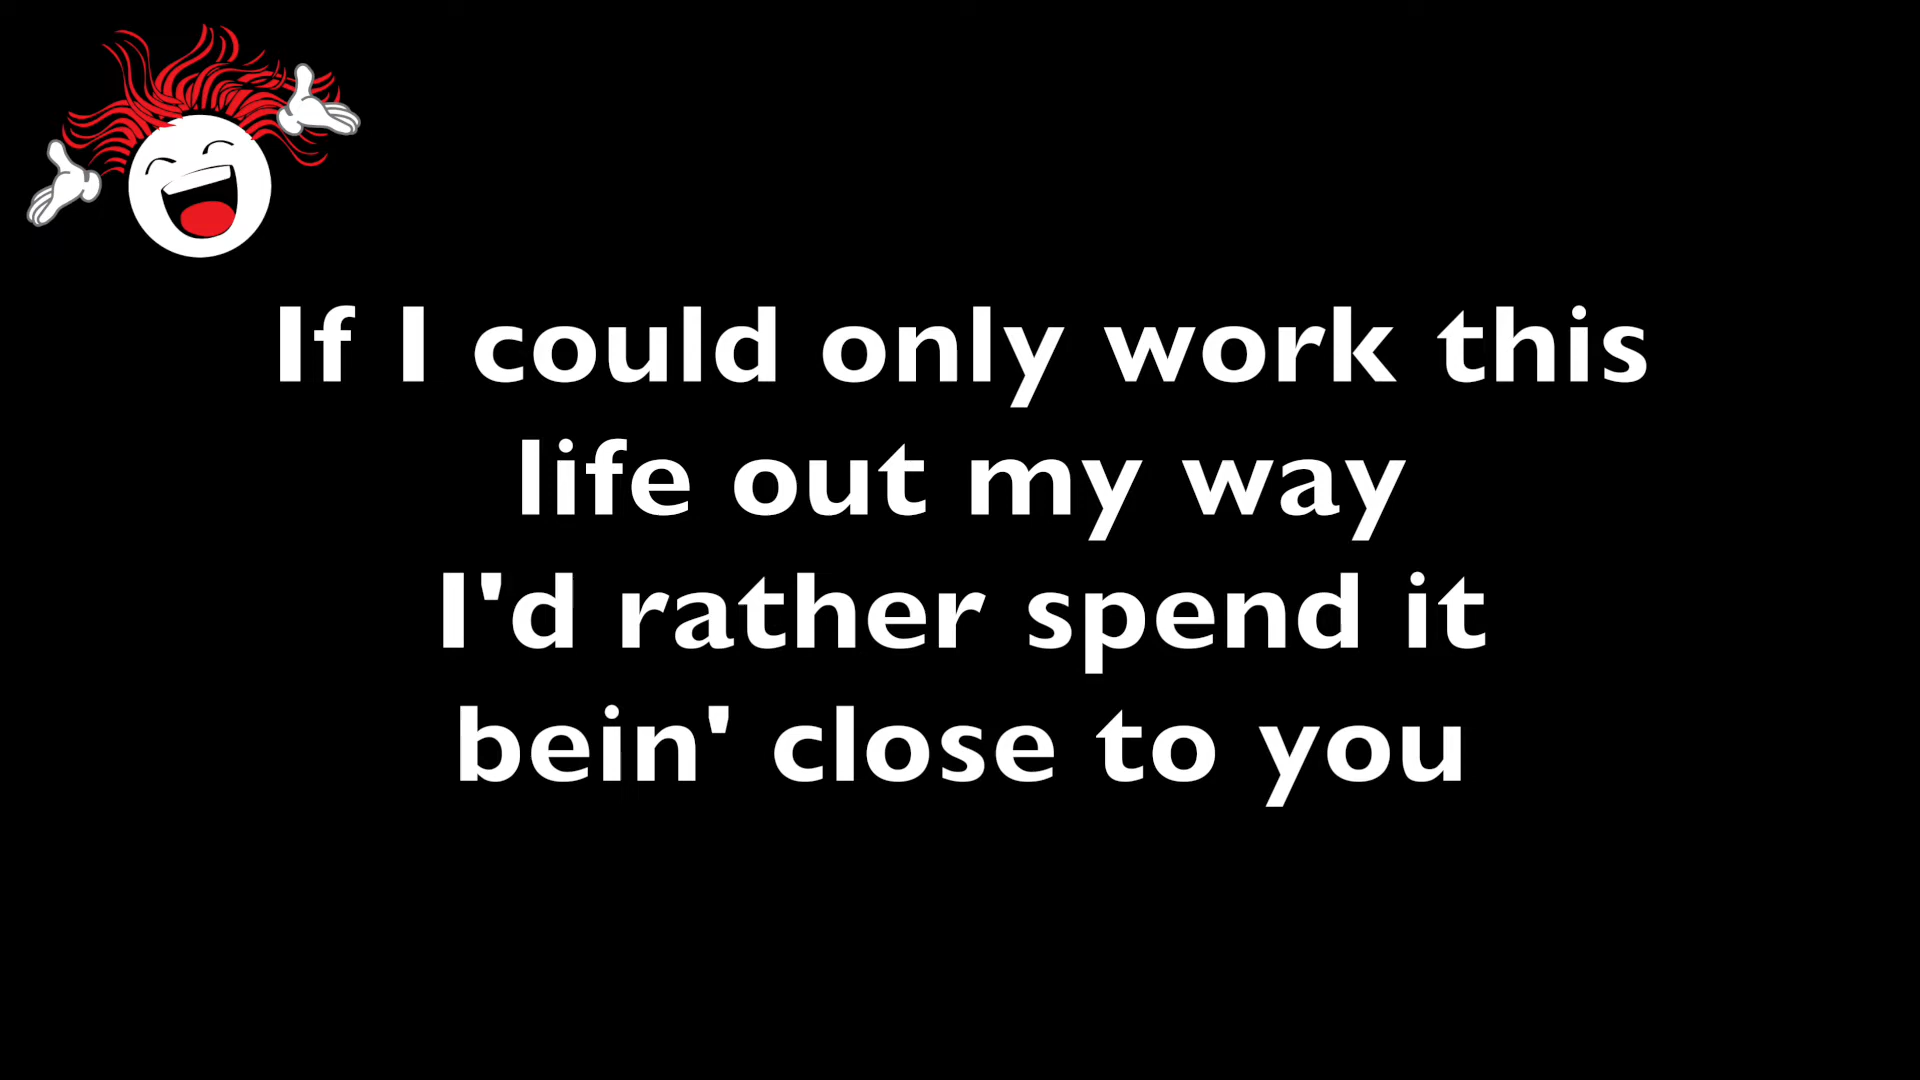 If I could only work this
life out my way
I'd rather spend it
bein' close to you